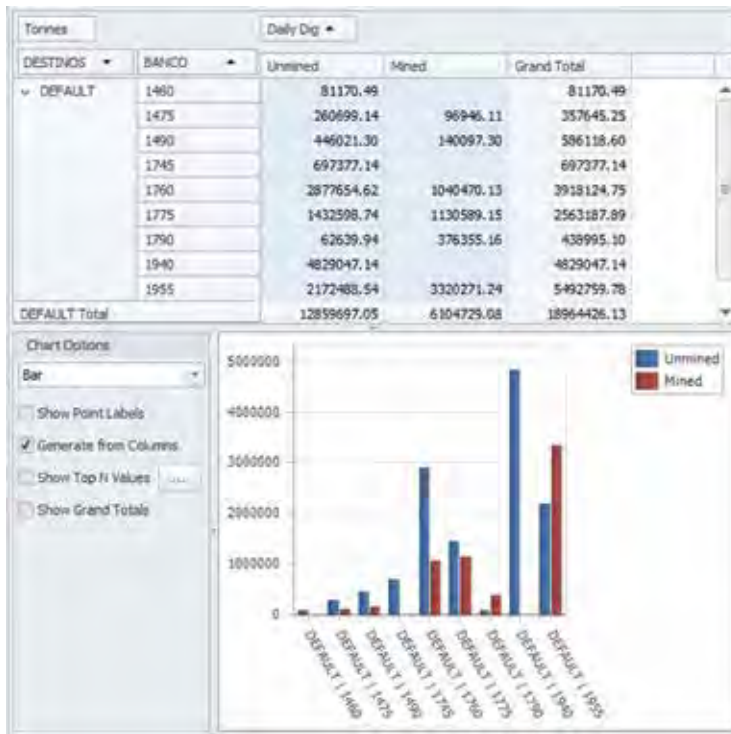 Tonnes Daily Dig
DESTINOS BANCO Unmined Mined Grand Total
DEFAULT 1460 81170.49 81170.49
1475 260699.14 96946.11 357645.25
1490 446021.30 140097.30 586118.60
1745 697377.14 697377.14
1760 2877654.62 1040470.13 3918124.75
1775 1432598.74 1130589.15 2563187.89
1790 62639.94 376355.16 438995.10
1940 4829047.14 4829047.14
1955 2172488.54 3320271.24 5492759.78
DEFAULT Total 12859697.05 6104729.08 18964426.13
Chart Options
Bar
Show Point Labels
Generate from Columns
Show Top N Values ....
Show Grand Totals
5000000
4000000
3000000
2000000
1000000
0
DEFAULT | 1460
DEFAULT | 1475
DEFAULT | 1490
DEFAULT | 1745
DEFAULT | 1760
DEFAULT | 1775
DEFAULT | 1790
DEFAULT | 1940
DEFAULT | 1955
Unmined
Mined